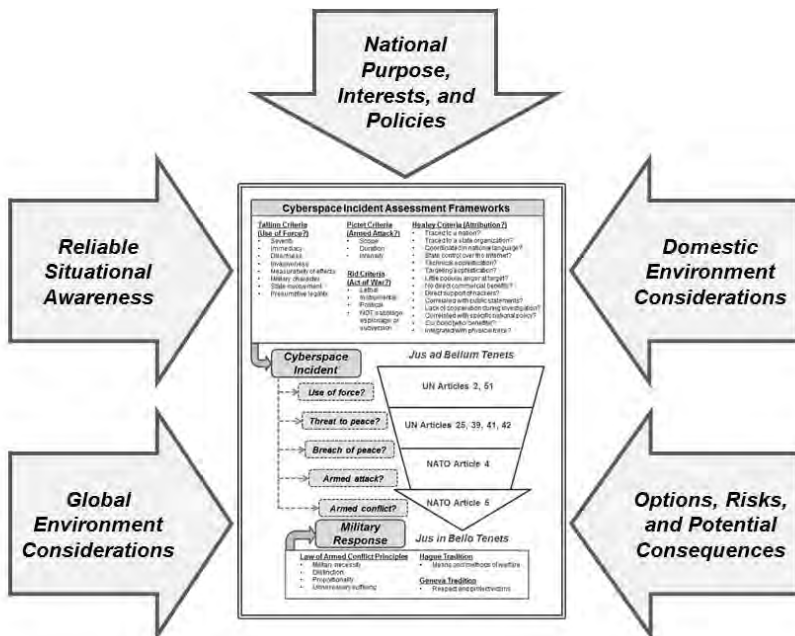 National
Purpose,
Interests, and
Policies
Reliable
Situational
Awareness
Domestic
Environment
Considerations
Global
Environment
Considerations
Options, Risks,
and Potential
Consequences
Cyberspace Incident Assessment Frameworks
Tallinn Criteria
(Use of Force?)
• Severity
• Immediacy
• Directness
• Invasiveness
• Measurability of effects
• Military character
• State involvement
• Presumptive legality
Pictet Criteria
(Armed Attack?)
• Scope
• Duration
• Intensity
Rid Criteria
(Act of War?)
• Lethal
• Instrumental
• Political
• NOT sabotage,
espionage, or
subversion
Healey Criteria (Attribution?)
• Traced to a nation?
• Traced to a state organization?
• Coordinated in national language?
• State control over the internet?
• Technical sophistication?
• Targeting sophistication?
• Little popular anger at target?
• No direct commercial benefits?
• Direct support of hackers?
• Correlated with public statements?
• Lack of cooperation during investigation?
• Correlated with specific national policy?
• Cui bono (who benefits)?
• Integrated with physical force?
Cyberspace
Incident
Use of force?
Threat to peace?
Breach of peace?
Armed attack?
Armed conflict?
Jus ad Bellum Tenets
UN Articles 2, 51
UN Articles 25, 39, 41, 42
NATO Article 4
NATO Article 5
Military
Response
Jus in Bello Tenets
Law of Armed Conflict Principles
• Military necessity
• Distinction
• Proportionality
• Unnecessary suffering
Hague Tradition
• Means and methods of warfare
Geneva Tradition
• Respect and protect victims